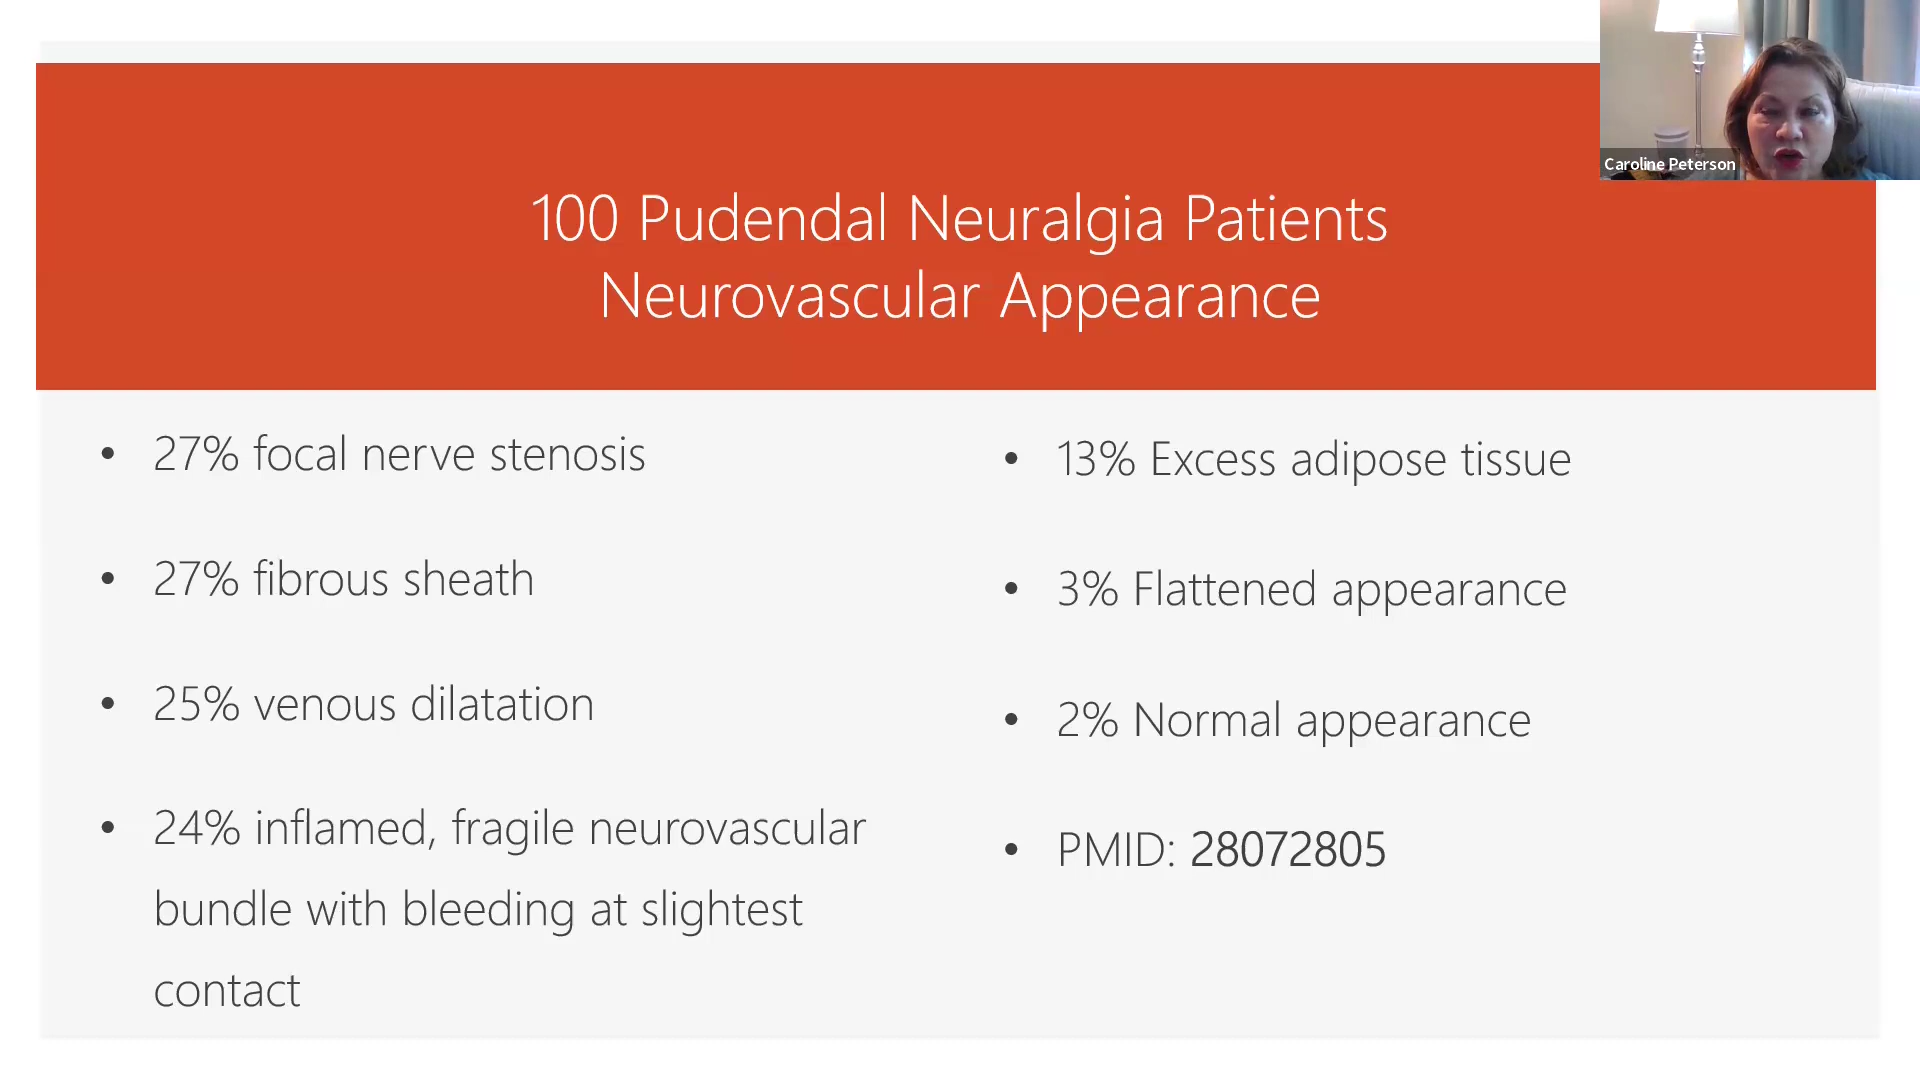 100 Pudendal Neuralgia Patients
Neurovascular Appearance
Caroline Peterson
• 27% focal nerve stenosis
• 27% fibrous sheath
• 25% venous dilatation
• 24% inflamed, fragile neurovascular
bundle with bleeding at slightest
contact
• 13% Excess adipose tissue
• 3% Flattened appearance
• 2% Normal appearance
• PMID: 28072805